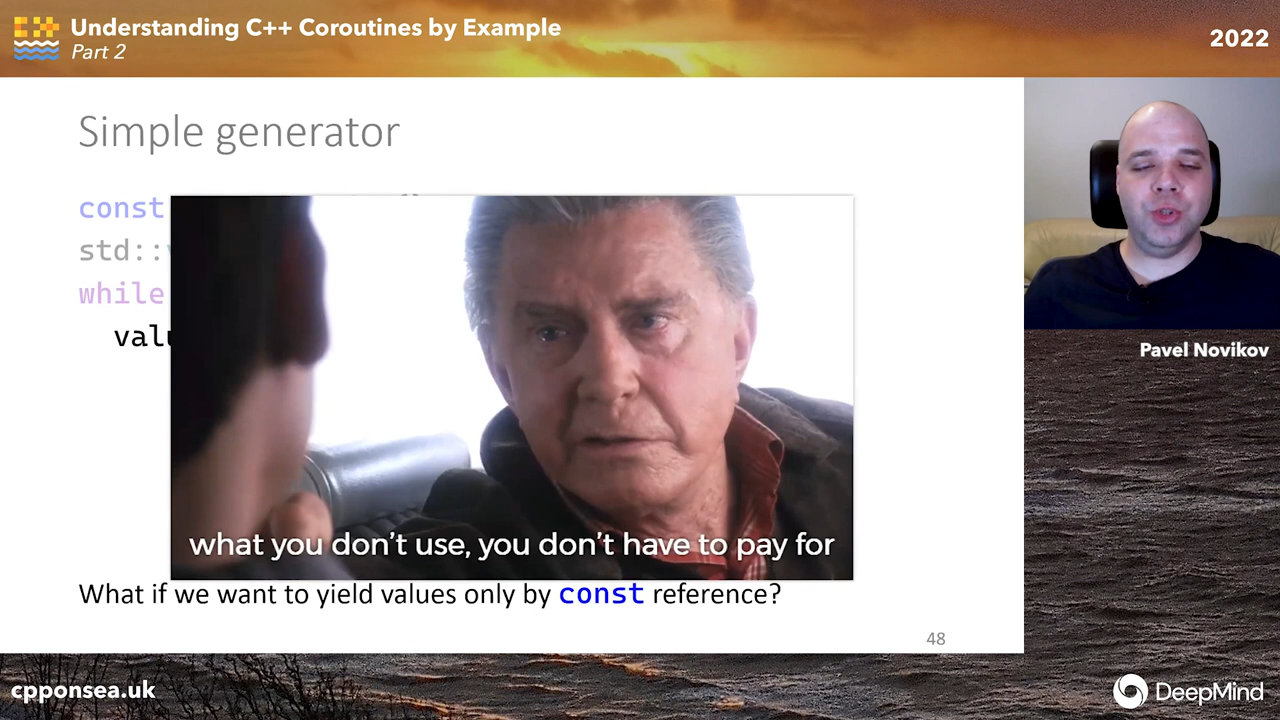 Understanding C++ Coroutines by Example
Part 2
2022
Simple generator
const
std::
while
what you don't use, you don't have to pay for
What if we want to yield values only by const reference?
48
Pavel Novikov
cpponsea.uk
DeepMind